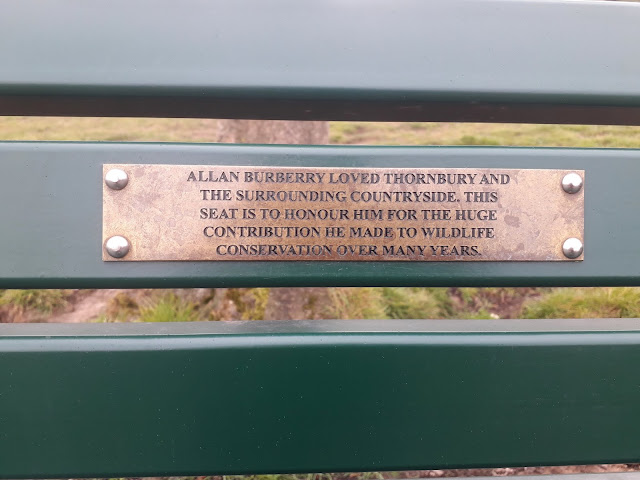 ALLAN BURBERRY LOVED THORNBURY AND
THE SURROUNDING COUNTRYSIDE. THIS
SEAT IS TO HONOUR HIM FOR THE HUGE
CONTRIBUTION HE MADE TO WILDLIFE
CONSERVATION OVER MANY YEARS.